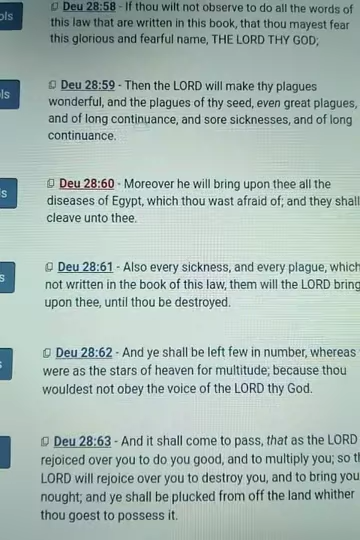 ols
Deu 28:58 - If thou wilt not observe to do all the words of
this law that are written in this book, that thou mayest fear
this glorious and fearful name, THE LORD THY GOD;
ols
Deu 28:59 - Then the LORD will make thy plagues
wonderful, and the plagues of thy seed, even great plagues,
and of long continuance, and sore sicknesses, and of long
continuance.
s
Deu 28:60 - Moreover he will bring upon thee all the
diseases of Egypt, which thou wast afraid of; and they shall
cleave unto thee.
s
Deu 28:61 - Also every sickness, and every plague, which
not written in the book of this law, them will the LORD bring
upon thee, until thou be destroyed.
s
Deu 28:62 - And ye shall be left few in number, whereas
were as the stars of heaven for multitude; because thou
wouldest not obey the voice of the LORD thy God.
Deu 28:63 - And it shall come to pass, that as the LORD
rejoiced over you to do you good, and to multiply you; so th
LORD will rejoice over you to destroy you, and to bring you
nought; and ye shall be plucked from off the land whither
thou goest to possess it.